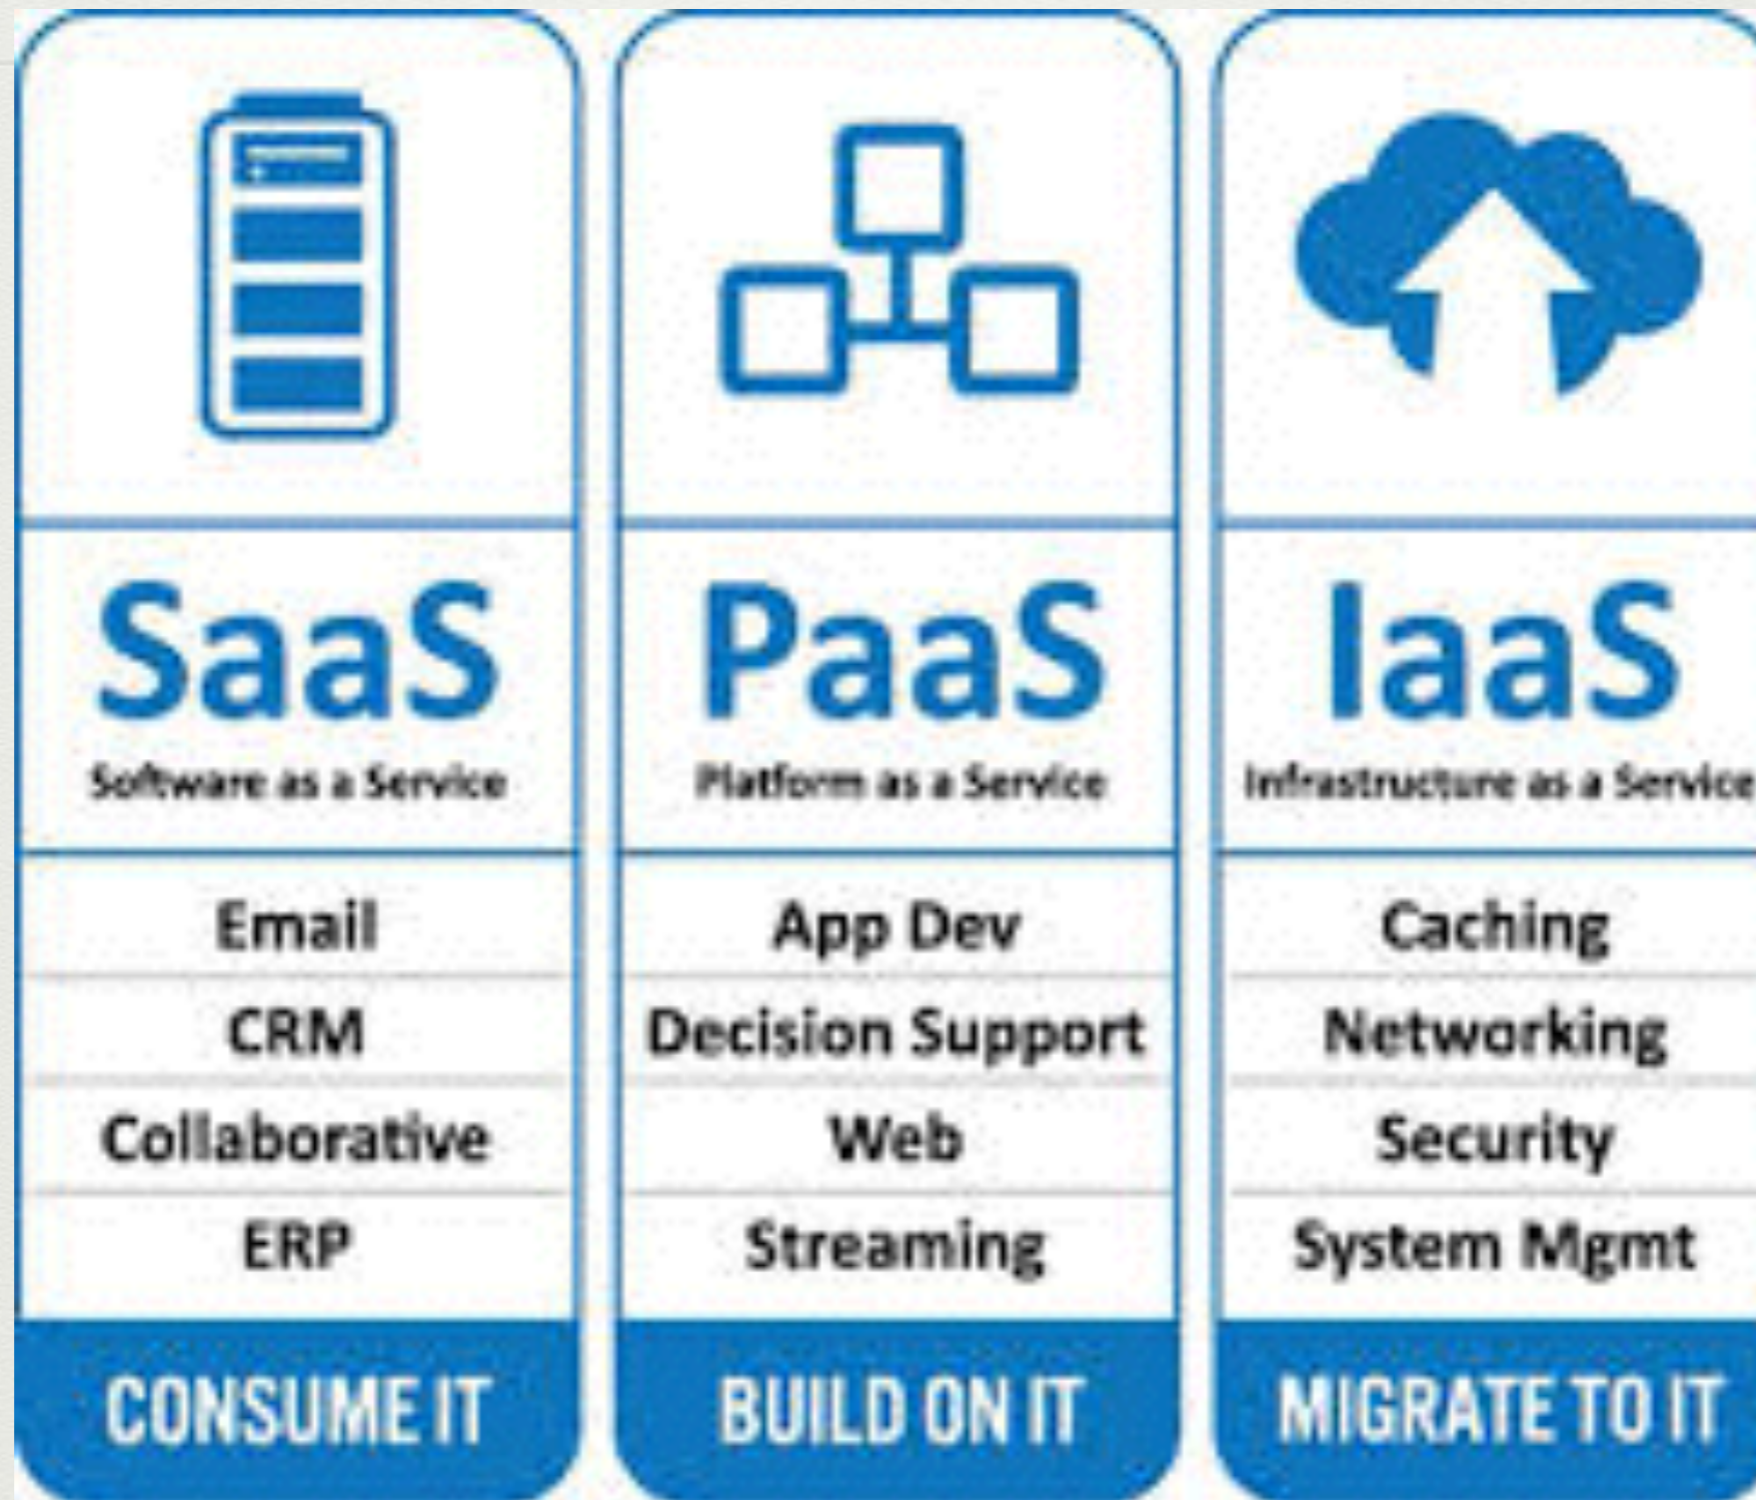 SaaS
Software as a Service
Email
CRM
Collaborative
ERP
CONSUME IT
PaaS
Platform as a Service
App Dev
Decision Support
Web
Streaming
BUILD ON IT
IaaS
Infrastructure as a Service
Caching
Networking
Security
System Mgmt
MIGRATE TO IT